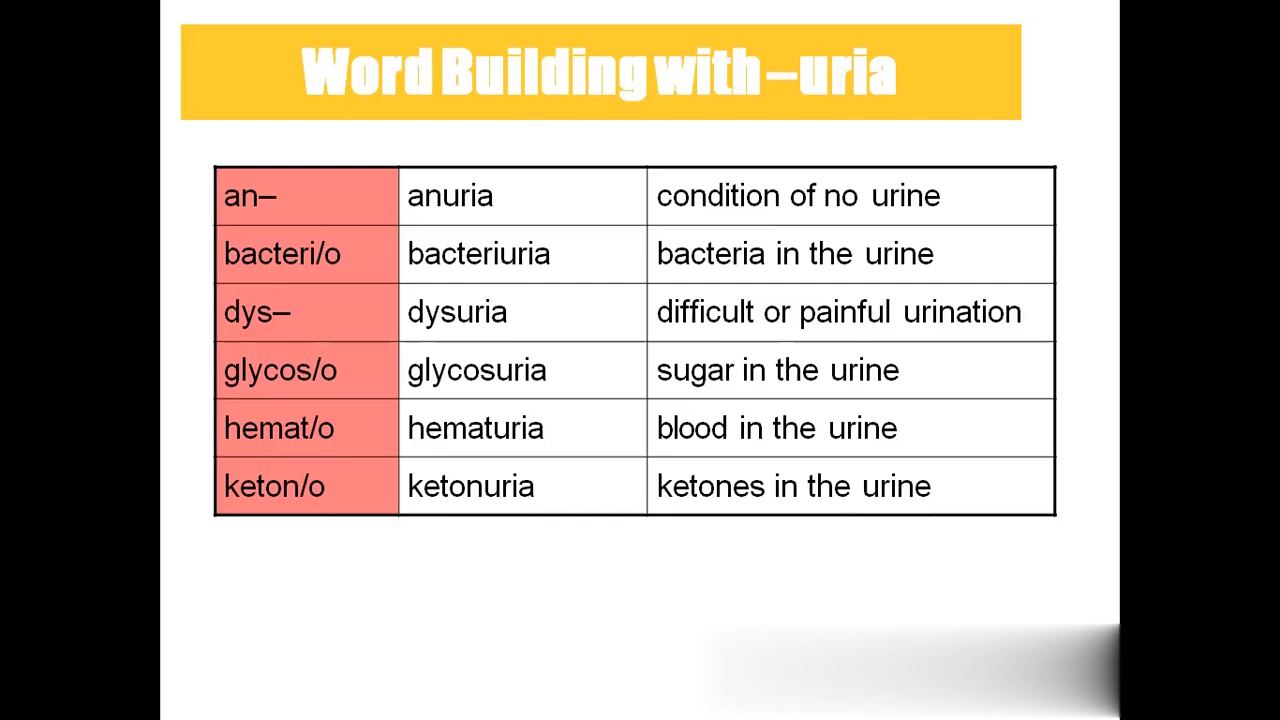 Word Building with –uria
an– anuria condition of no urine
bacteri/o bacteriuria bacteria in the urine
dys– dysuria difficult or painful urination
glycos/o glycosuria sugar in the urine
hemat/o hematuria blood in the urine
keton/o ketonuria ketones in the urine